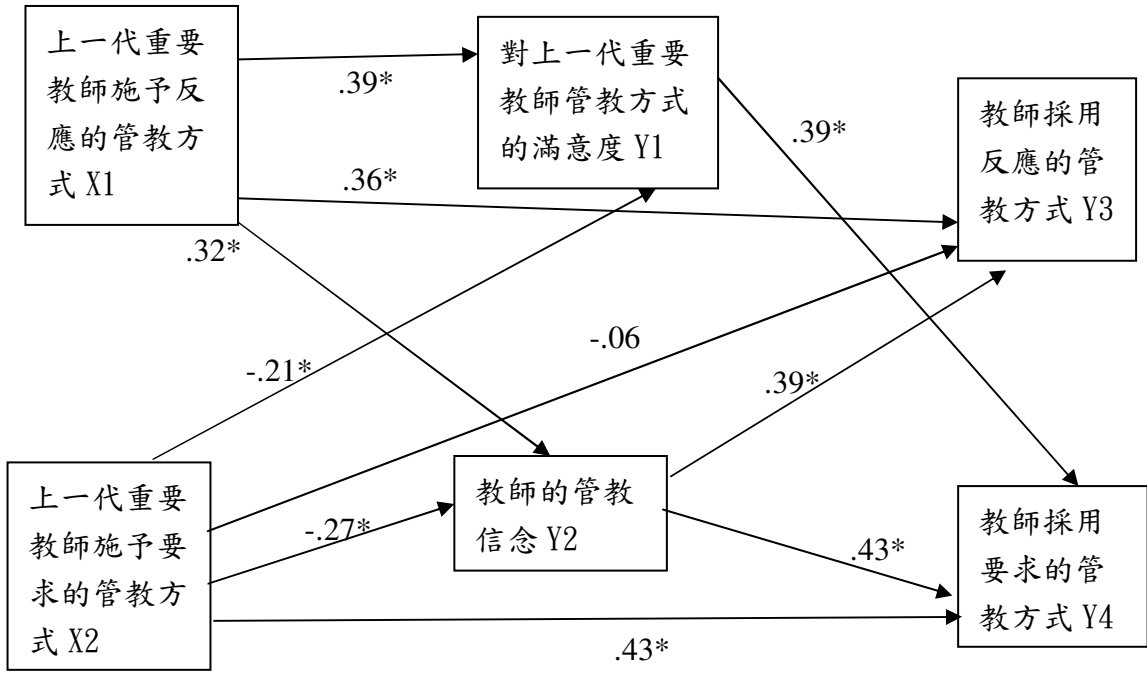 上一代重要
教師施予反
應的管教方
式 X1
.39*
對上一代重要
教師管教方式
的滿意度 Y1
.39*
教師採用
反應的管
教方式 Y3
.36*
.32*
-.21*
-.06
.39*
上一代重要
教師施予要
求的管教方
式 X2
-.27*
教師的管教
信念 Y2
.43*
教師採用
要求的管
教方式 Y4
.43*